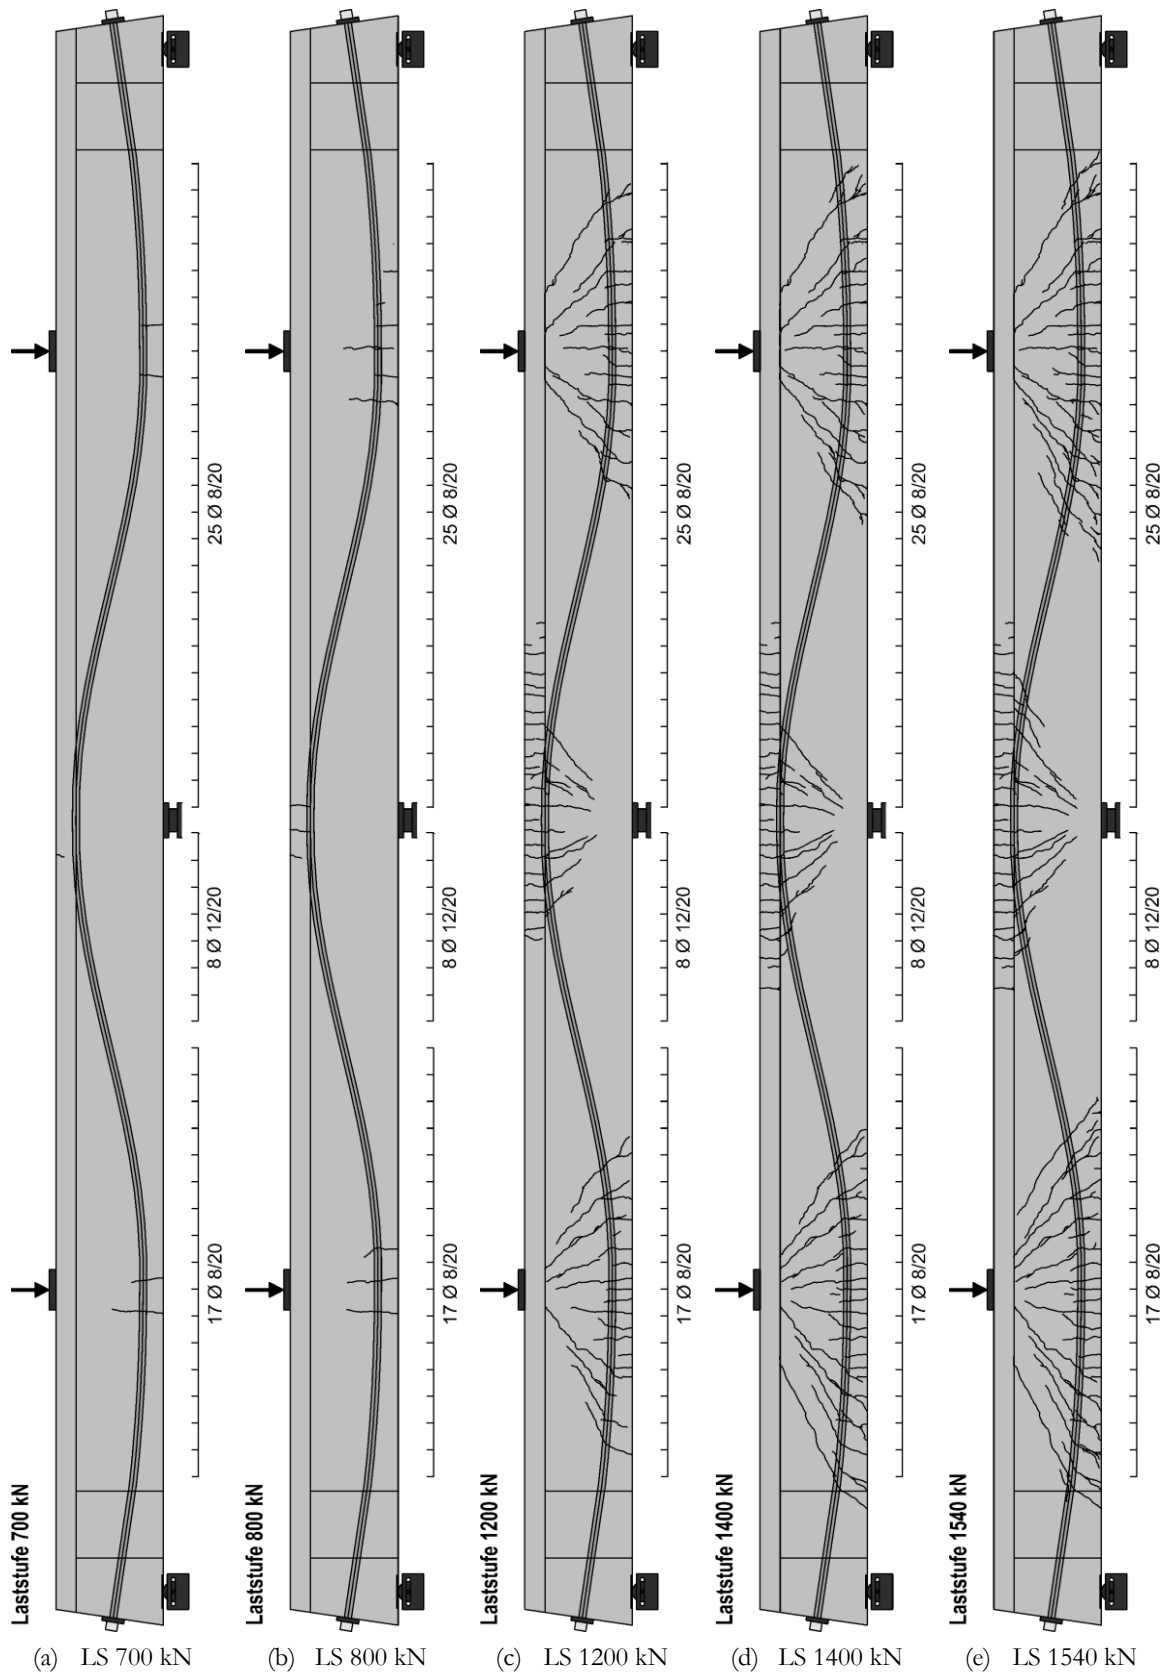 Laststufe 700 kN
17 Ø 8/20
8 Ø 12/20
25 Ø 8/20
Laststufe 800 kN
17 Ø 8/20
8 Ø 12/20
25 Ø 8/20
Laststufe 1200 kN
17 Ø 8/20
8 Ø 12/20
25 Ø 8/20
Laststufe 1400 kN
17 Ø 8/20
8 Ø 12/20
25 Ø 8/20
Laststufe 1540 kN
17 Ø 8/20
8 Ø 12/20
25 Ø 8/20
(a) LS 700 kN
(b) LS 800 kN
(c) LS 1200 kN
(d) LS 1400 kN
(e) LS 1540 kN